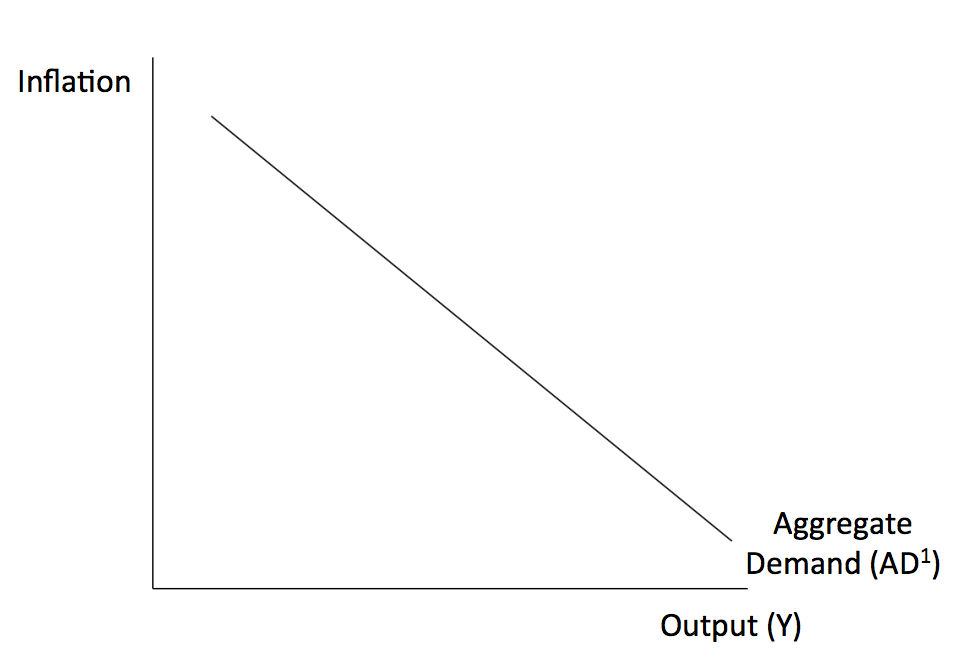 Inflation
Aggregate
Demand (AD¹)
Output (Y)